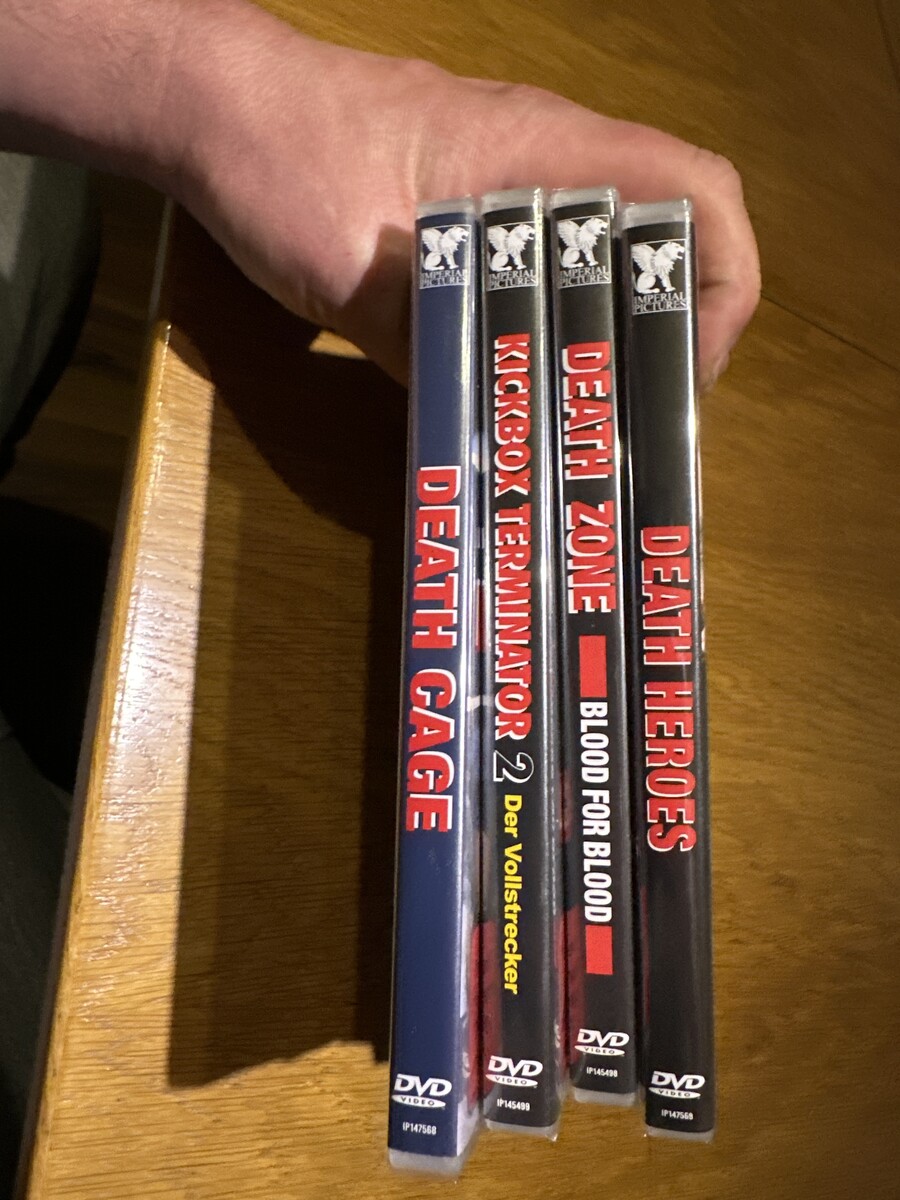 IMPERIAL
PICTURES
DEATH CAGE
DVD
VIDEO
IP147568
IMPERIAL
PICTURES
KICKBOX TERMINATOR 2 Der Vollstrecker
DVD
VIDEO
IP145499
IMPERIAL
PICTURES
DEATH ZONE BLOOD FOR BLOOD
DVD
VIDEO
IP145498
IMPERIAL
PICTURES
DEATH HEROES
DVD
VIDEO
IP147569